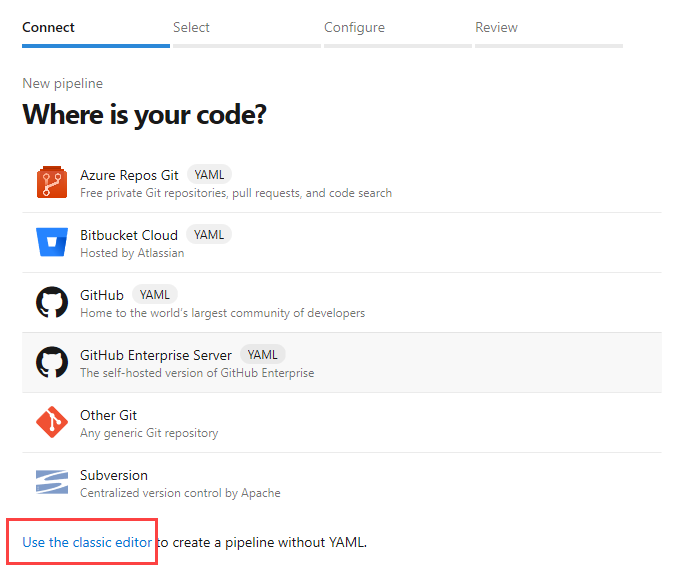 Connect Select Configure Review
New pipeline
Where is your code?
Azure Repos Git YAML
Free private Git repositories, pull requests, and code search
Bitbucket Cloud YAML
Hosted by Atlassian
GitHub YAML
Home to the world's largest community of developers
GitHub Enterprise Server YAML
The self-hosted version of GitHub Enterprise
Other Git
Any generic Git repository
Subversion
Centralized version control by Apache
Use the classic editor to create a pipeline without YAML.